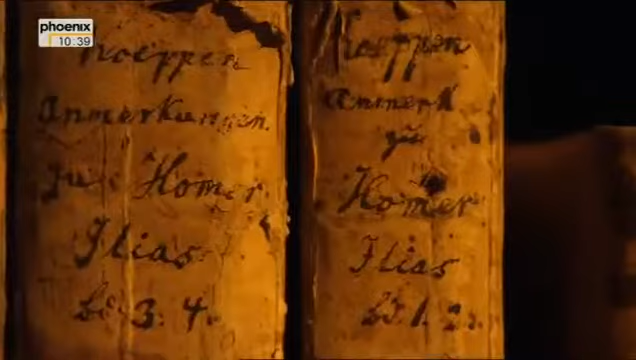 phoenix
10:39
Koeppen
Anmerkungen
zu Homer
Ilias
bd. 3. 4.
Koeppen
Anmerk
zu
Homer
Ilias
bd. 1. 2.